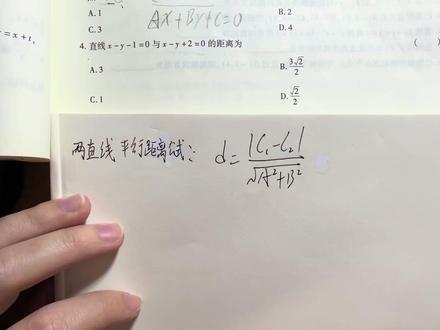 A.1
B.2
AX+By+C=0
= x + t,
C.3
D.4
4. 直线 x-y-1=0 与 x-y+2=0 的距离为 ( )
A.3
B. 3√2/2
C.1
D. √2/2
两直线平行距离公式: d = |C₁-C₂| / √A²+B²